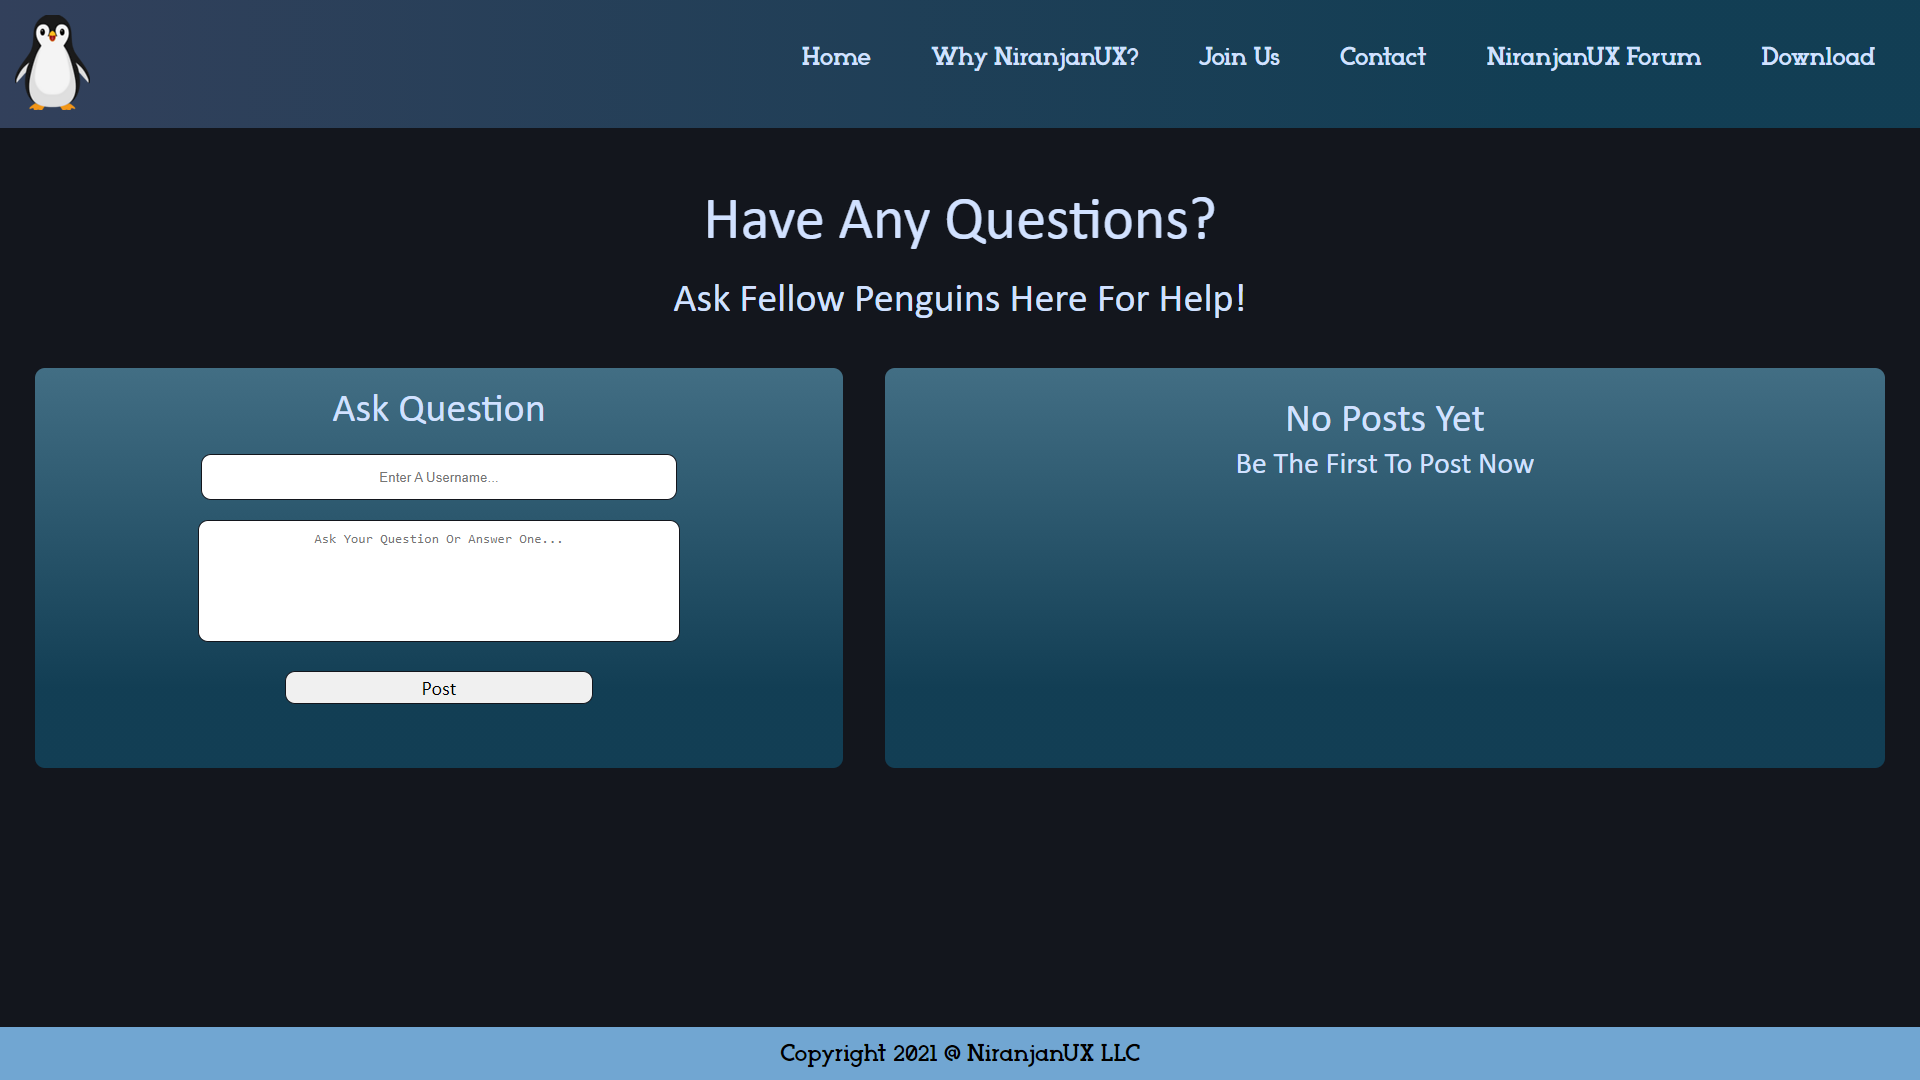 Home
Why NiranjanUX?
Join Us
Contact
NiranjanUX Forum
Download
Have Any Questions?
Ask Fellow Penguins Here For Help!
Ask Question
Enter A Username...
Ask Your Question Or Answer One...
Post
No Posts Yet
Be The First To Post Now
Copyright 2021 @ NiranjanUX LLC